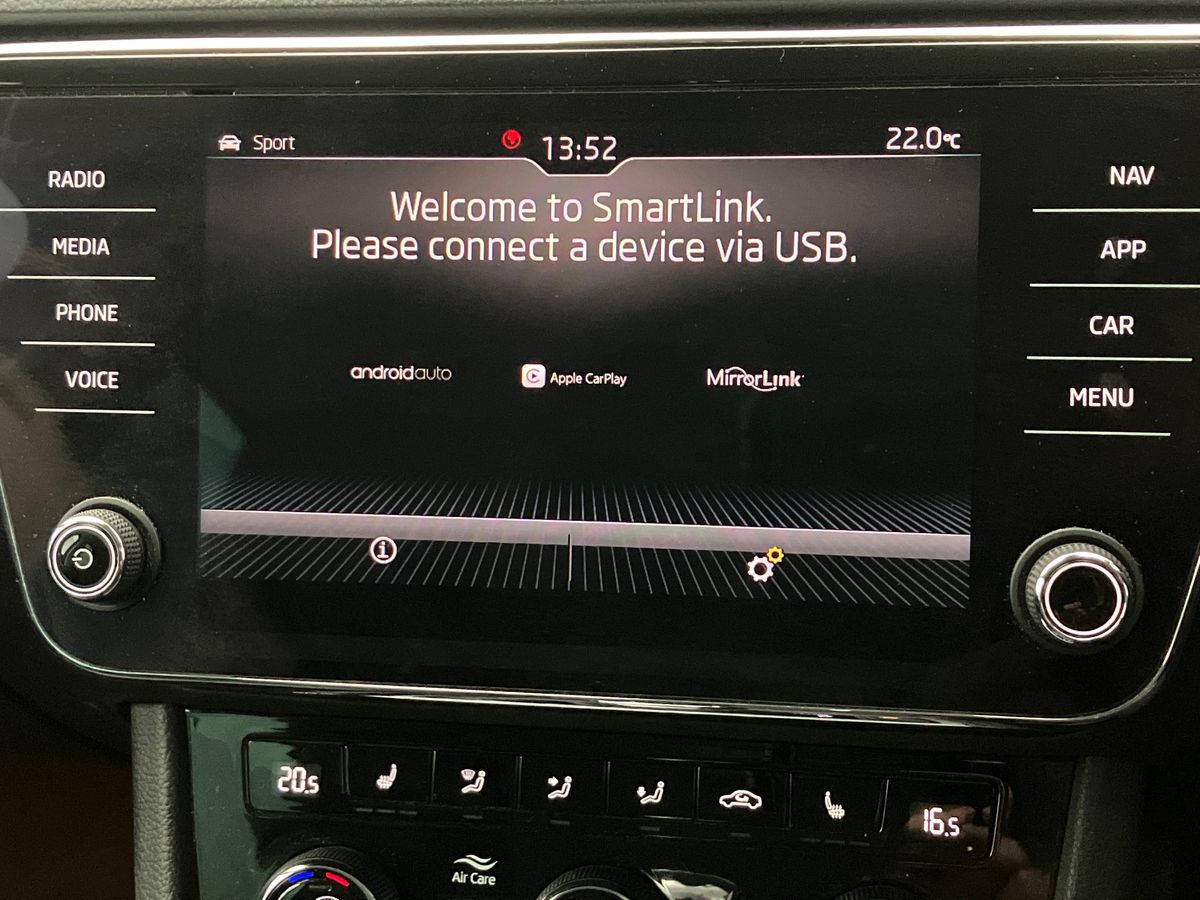 Sport 13:52 22.0°C
RADIO
MEDIA
PHONE
VOICE
Welcome to SmartLink.
Please connect a device via USB.
androidauto Apple CarPlay MirrorLink
NAV
APP
CAR
MENU
20.5 16.5
Air Care